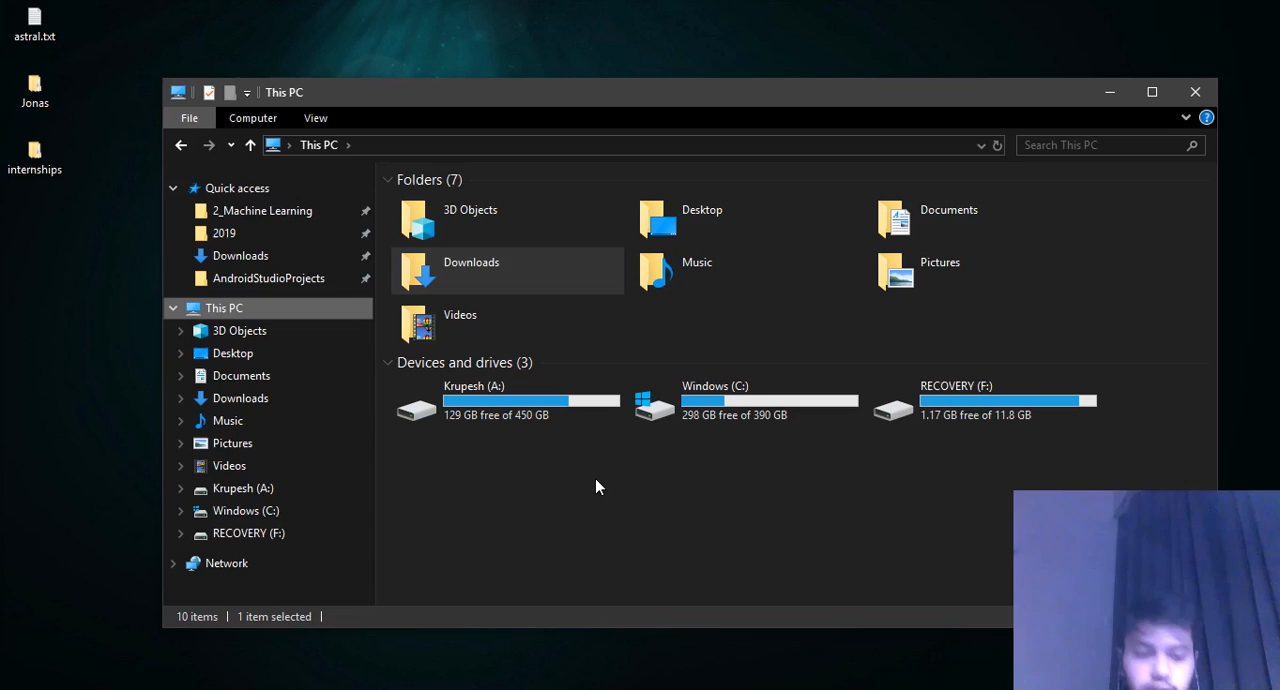 astral.txt
Jonas
internships
This PC
File Computer View
This PC
Search This PC
Quick access
2_Machine Learning
2019
Downloads
AndroidStudioProjects
This PC
3D Objects
Desktop
Documents
Downloads
Music
Pictures
Videos
Krupesh (A:)
Windows (C:)
RECOVERY (F:)
Network
Folders (7)
3D Objects Desktop Documents
Downloads Music Pictures
Videos
Devices and drives (3)
Krupesh (A:) Windows (C:) RECOVERY (F:)
129 GB free of 450 GB 298 GB free of 390 GB 1.17 GB free of 11.8 GB
10 items 1 item selected